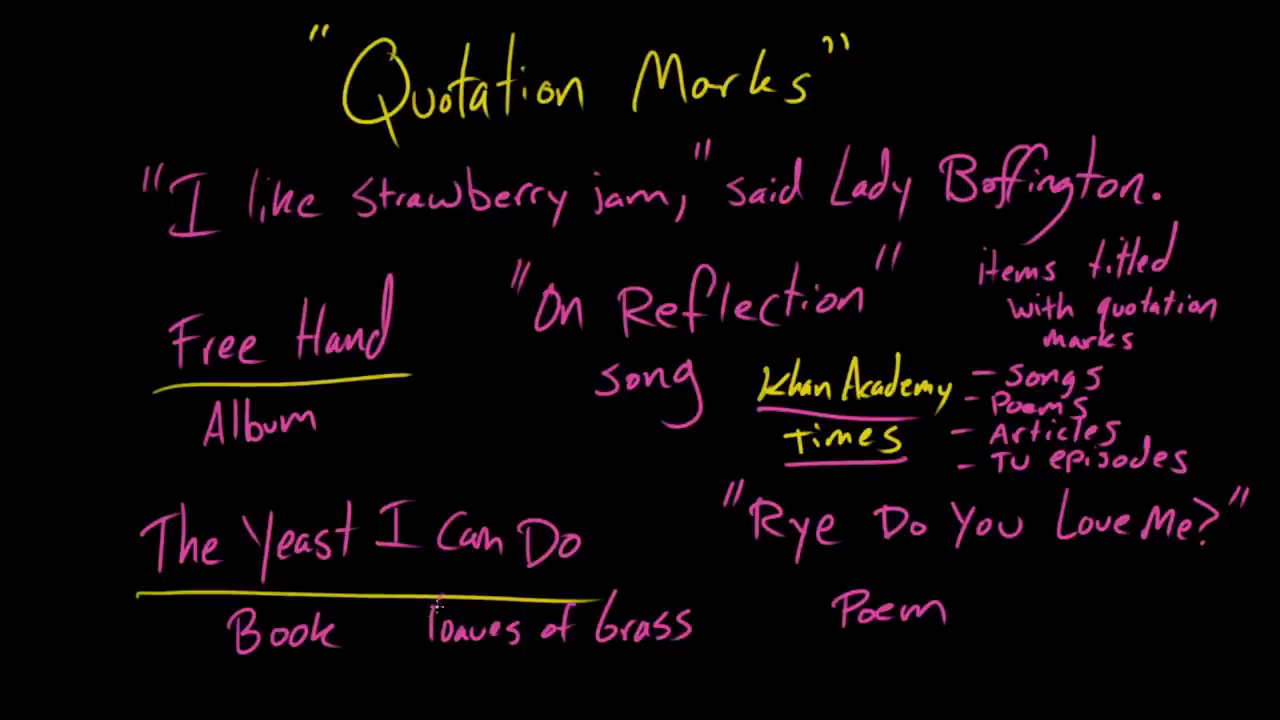 "Quotation Marks"
"I like strawberry jam," said Lady Boffington.
Free Hand
Album
"On Reflection"
song
items titled
with quotation
marks
- songs
- Poems
- Articles
- TV episodes
Khan Academy
Times
The Yeast I Can Do
Book
Loaves of Grass
"Rye Do You Love Me?"
Poem